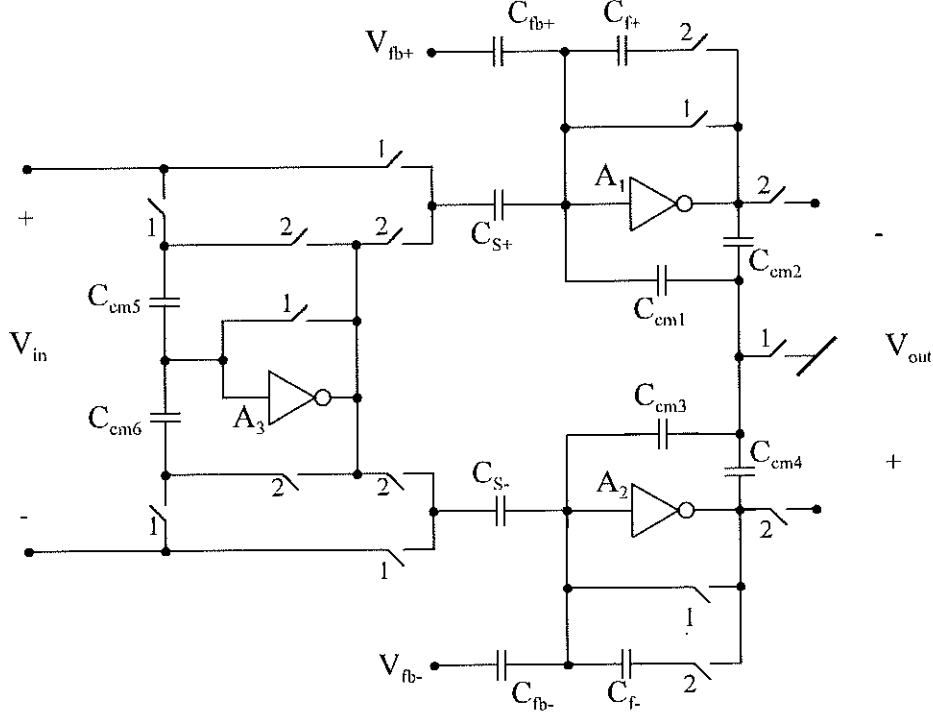 C_fb+ C_f+ 2
V_fb+
1
1
A_1 2
+
1 2 2 C_S+ -
C_cm2
C_cm5 1 C_cm1
V_in 1 V_out
C_cm6 A_3 C_cm3
C_cm4
2 2 C_S- A_2 +
- 1 2
1
1
V_fb- 2
C_fb- C_f-